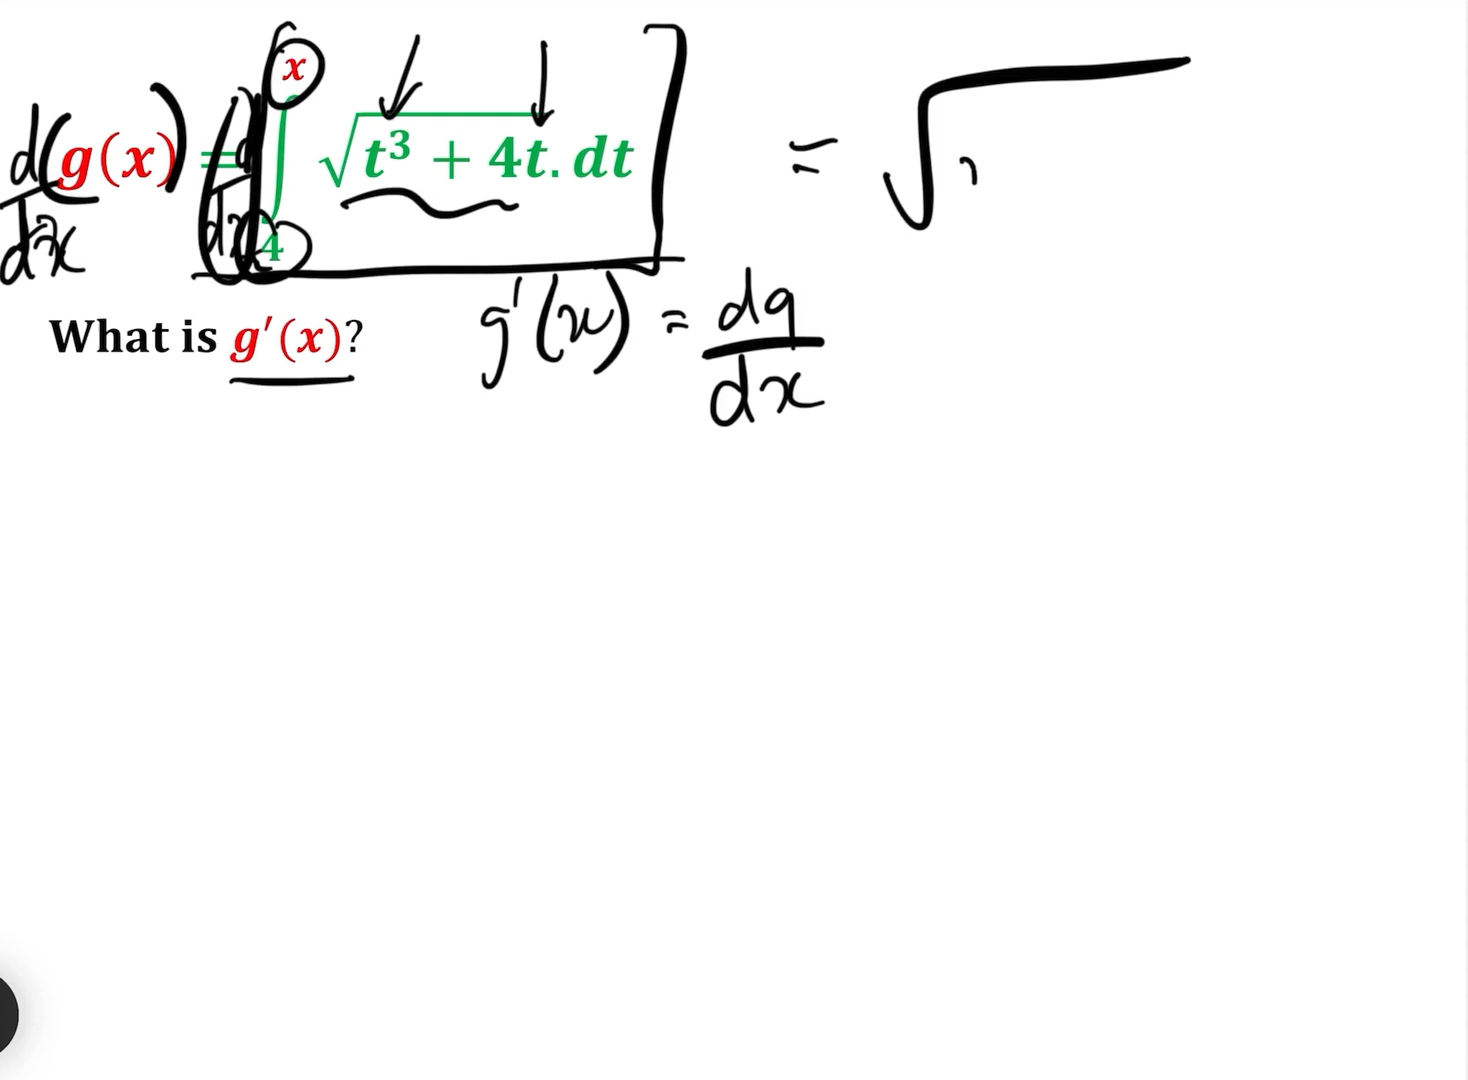 d/dx (g(x)) = d/dx [∫₄ˣ √(t³ + 4t). dt] = √
What is g′(x)? g'(x) = dg/dx